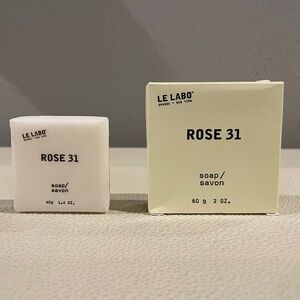 LE LABO
ROSE 31
soap/
savon
40g 1.4 OZ.
LE LABO
GRASSE - NEW YORK
ROSE 31
soap/
savon
60 g 2 OZ.